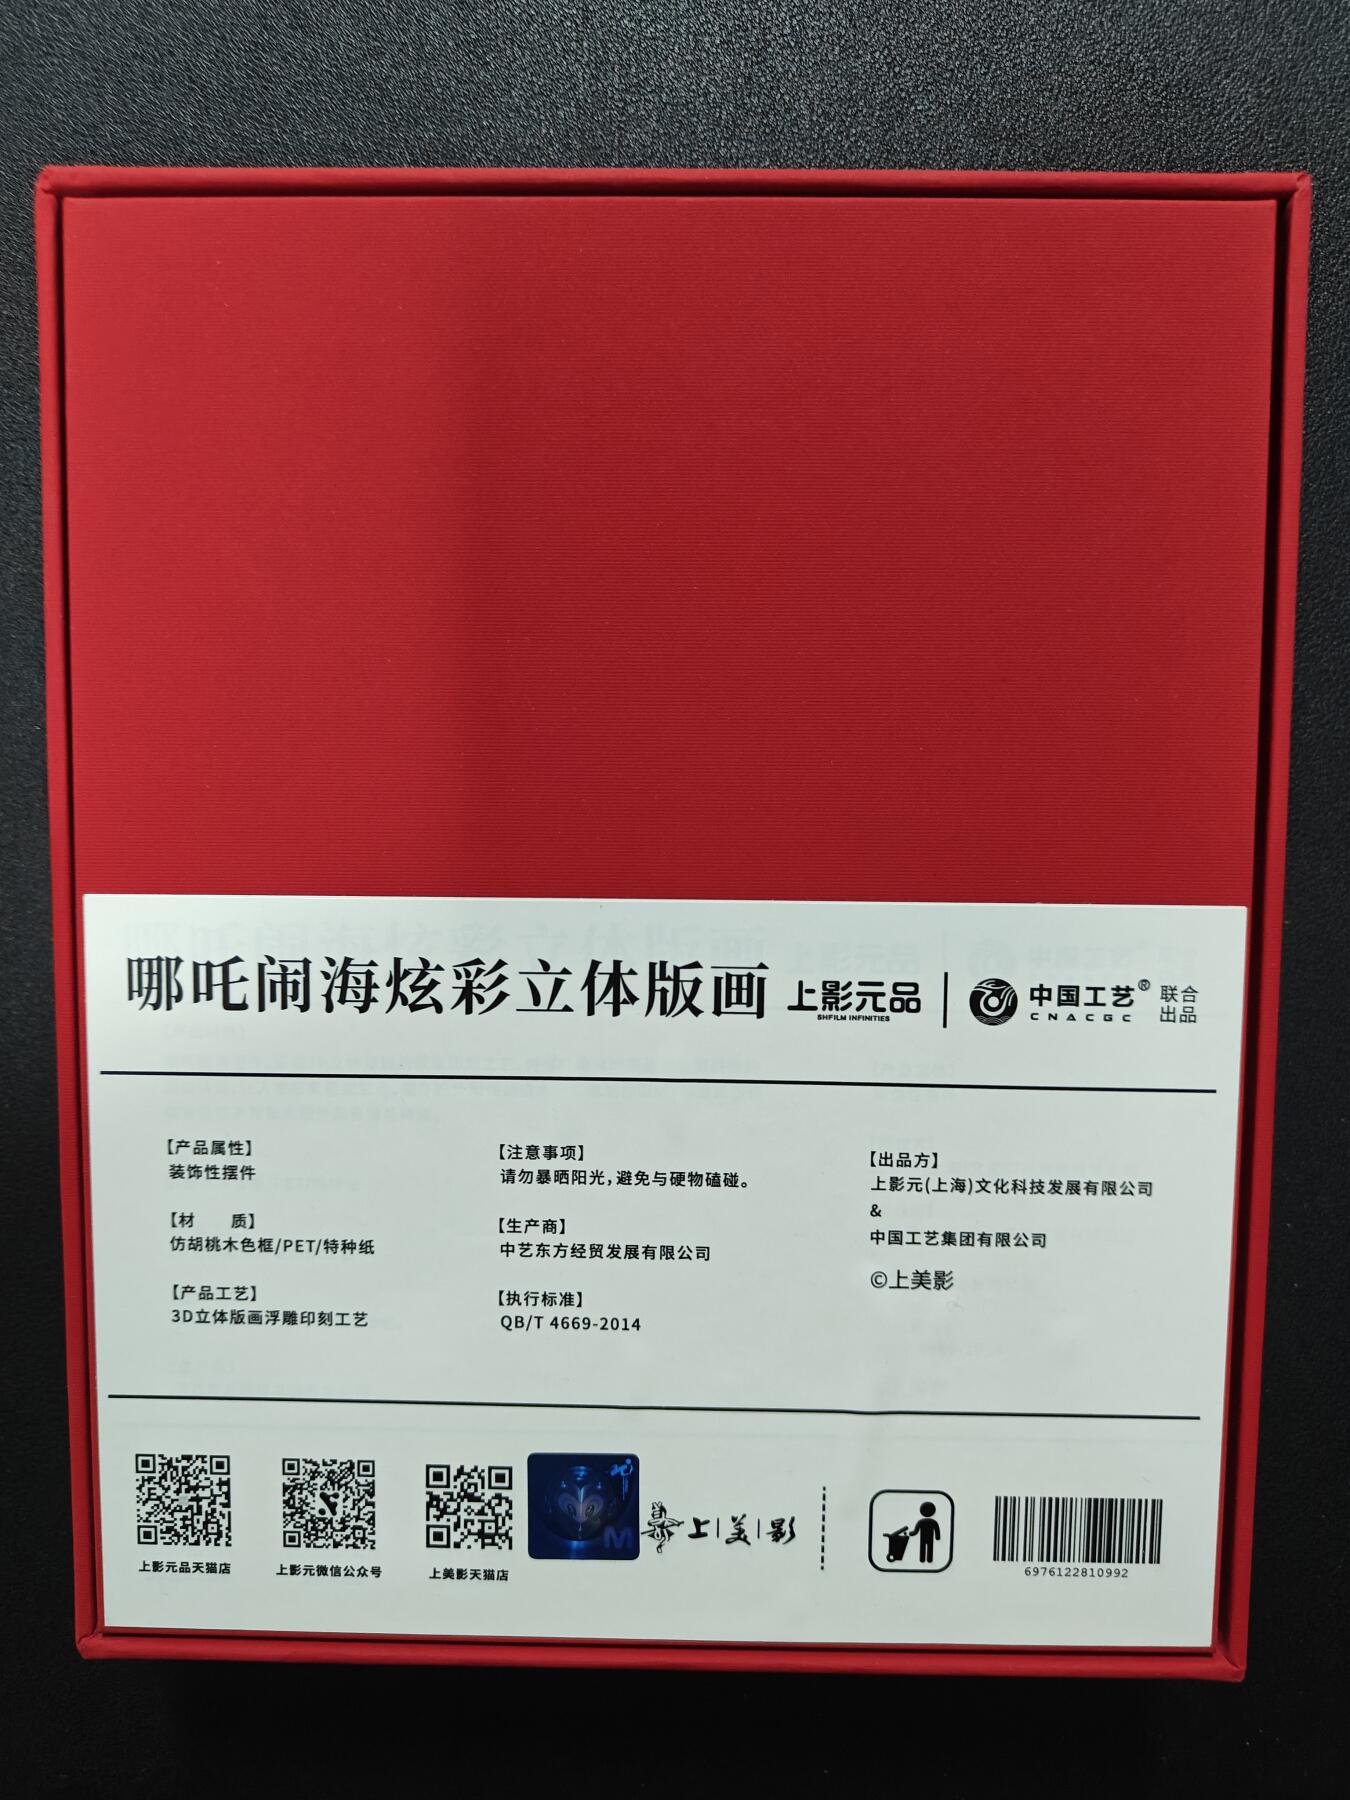 哪吒闹海炫彩立体版画 上影元品 中国工艺® 联合
SHFILM INFINITIES CNACGC 出品
【产品属性】
装饰性摆件
【材 质】
仿胡桃木色框/PET/特种纸
【产品工艺】
3D立体版画浮雕印刻工艺
【注意事项】
请勿暴晒阳光，避免与硬物磕碰。
【生产商】
中艺东方经贸发展有限公司
【执行标准】
QB/T 4669-2014
【出品方】
上影元(上海)文化科技发展有限公司
&
中国工艺集团有限公司
©上美影
上影元品天猫店
上影元微信公众号
上美影天猫店
M
上|美|影
6976122810992